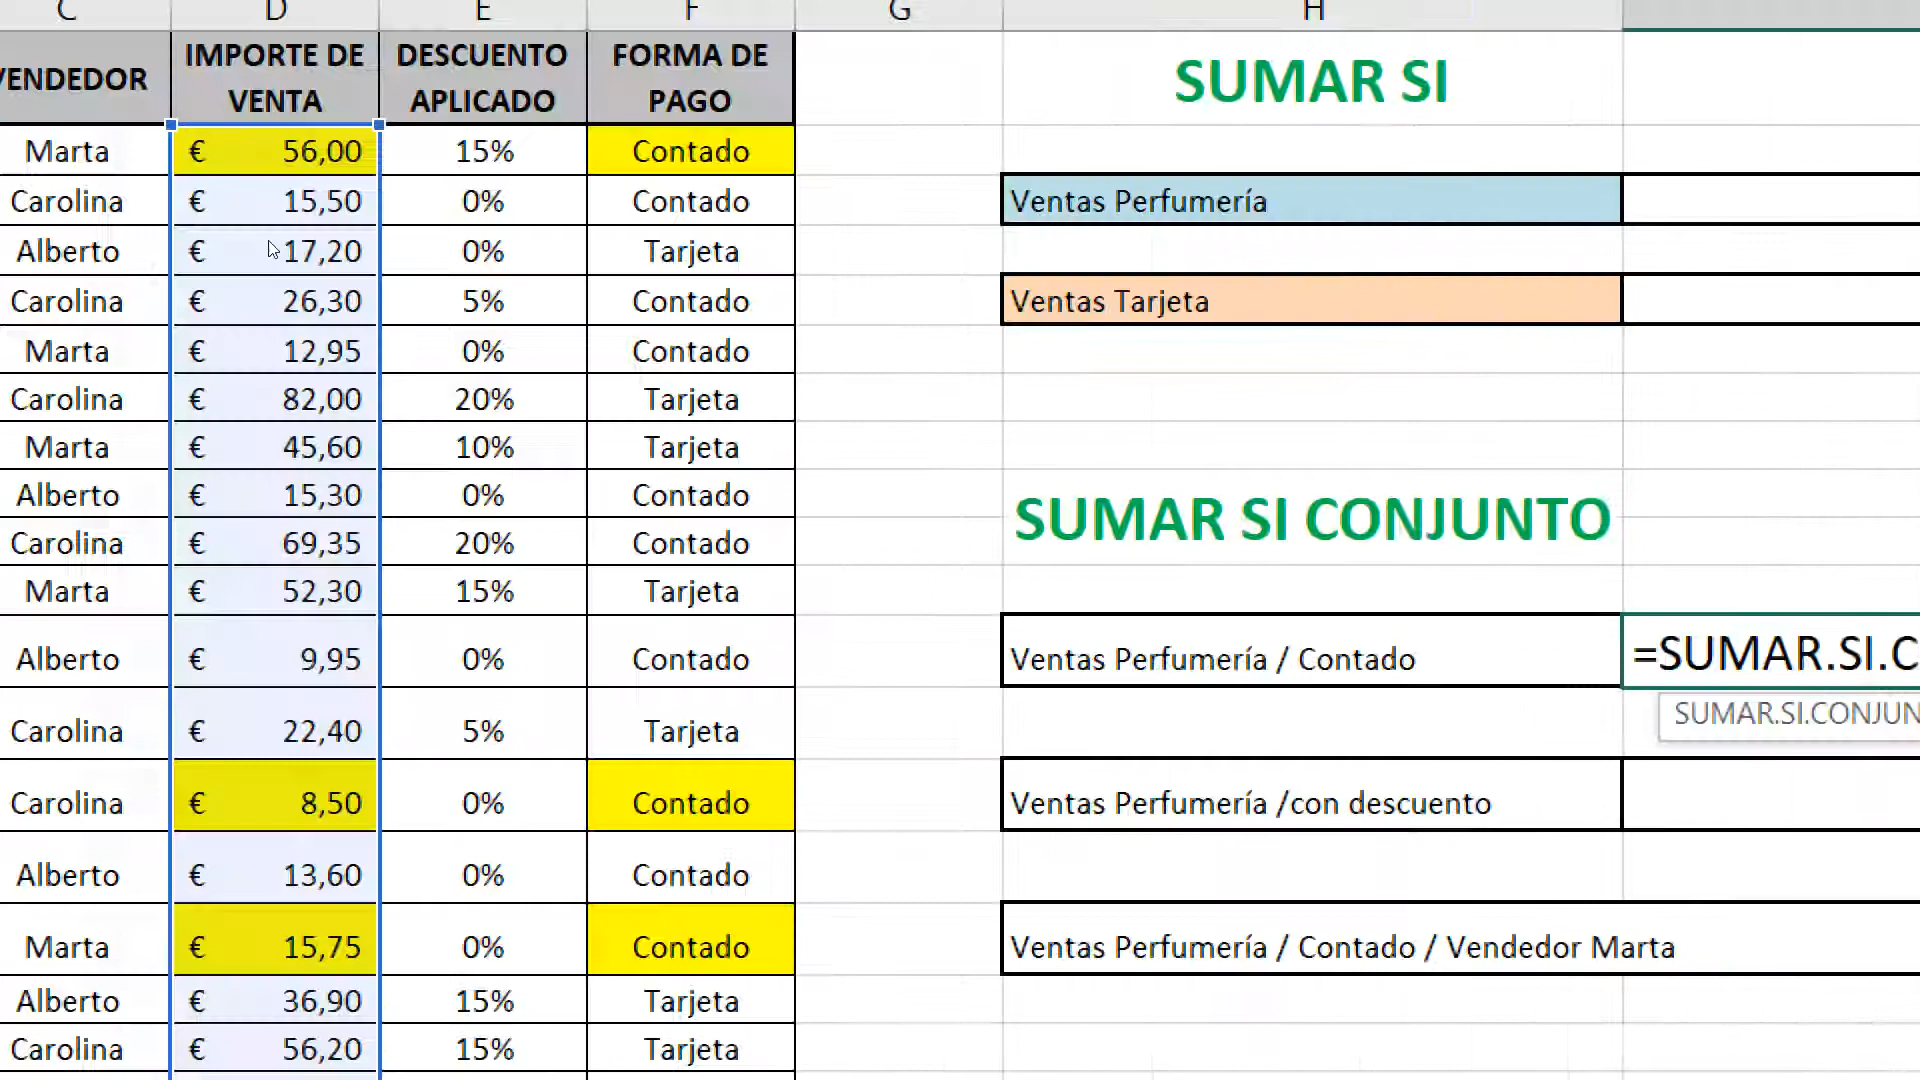 C D E F G H
VENDEDOR IMPORTE DE VENTA DESCUENTO APLICADO FORMA DE PAGO
Marta € 56,00 15% Contado
Carolina € 15,50 0% Contado
Alberto € 17,20 0% Tarjeta
Carolina € 26,30 5% Contado
Marta € 12,95 0% Contado
Carolina € 82,00 20% Tarjeta
Marta € 45,60 10% Tarjeta
Alberto € 15,30 0% Contado
Carolina € 69,35 20% Contado
Marta € 52,30 15% Tarjeta
Alberto € 9,95 0% Contado
Carolina € 22,40 5% Tarjeta
Carolina € 8,50 0% Contado
Alberto € 13,60 0% Contado
Marta € 15,75 0% Contado
Alberto € 36,90 15% Tarjeta
Carolina € 56,20 15% Tarjeta
SUMAR SI
Ventas Perfumería
Ventas Tarjeta
SUMAR SI CONJUNTO
Ventas Perfumería / Contado
=SUMAR.SI.C
SUMAR.SI.CONJUN
Ventas Perfumería /con descuento
Ventas Perfumería / Contado / Vendedor Marta